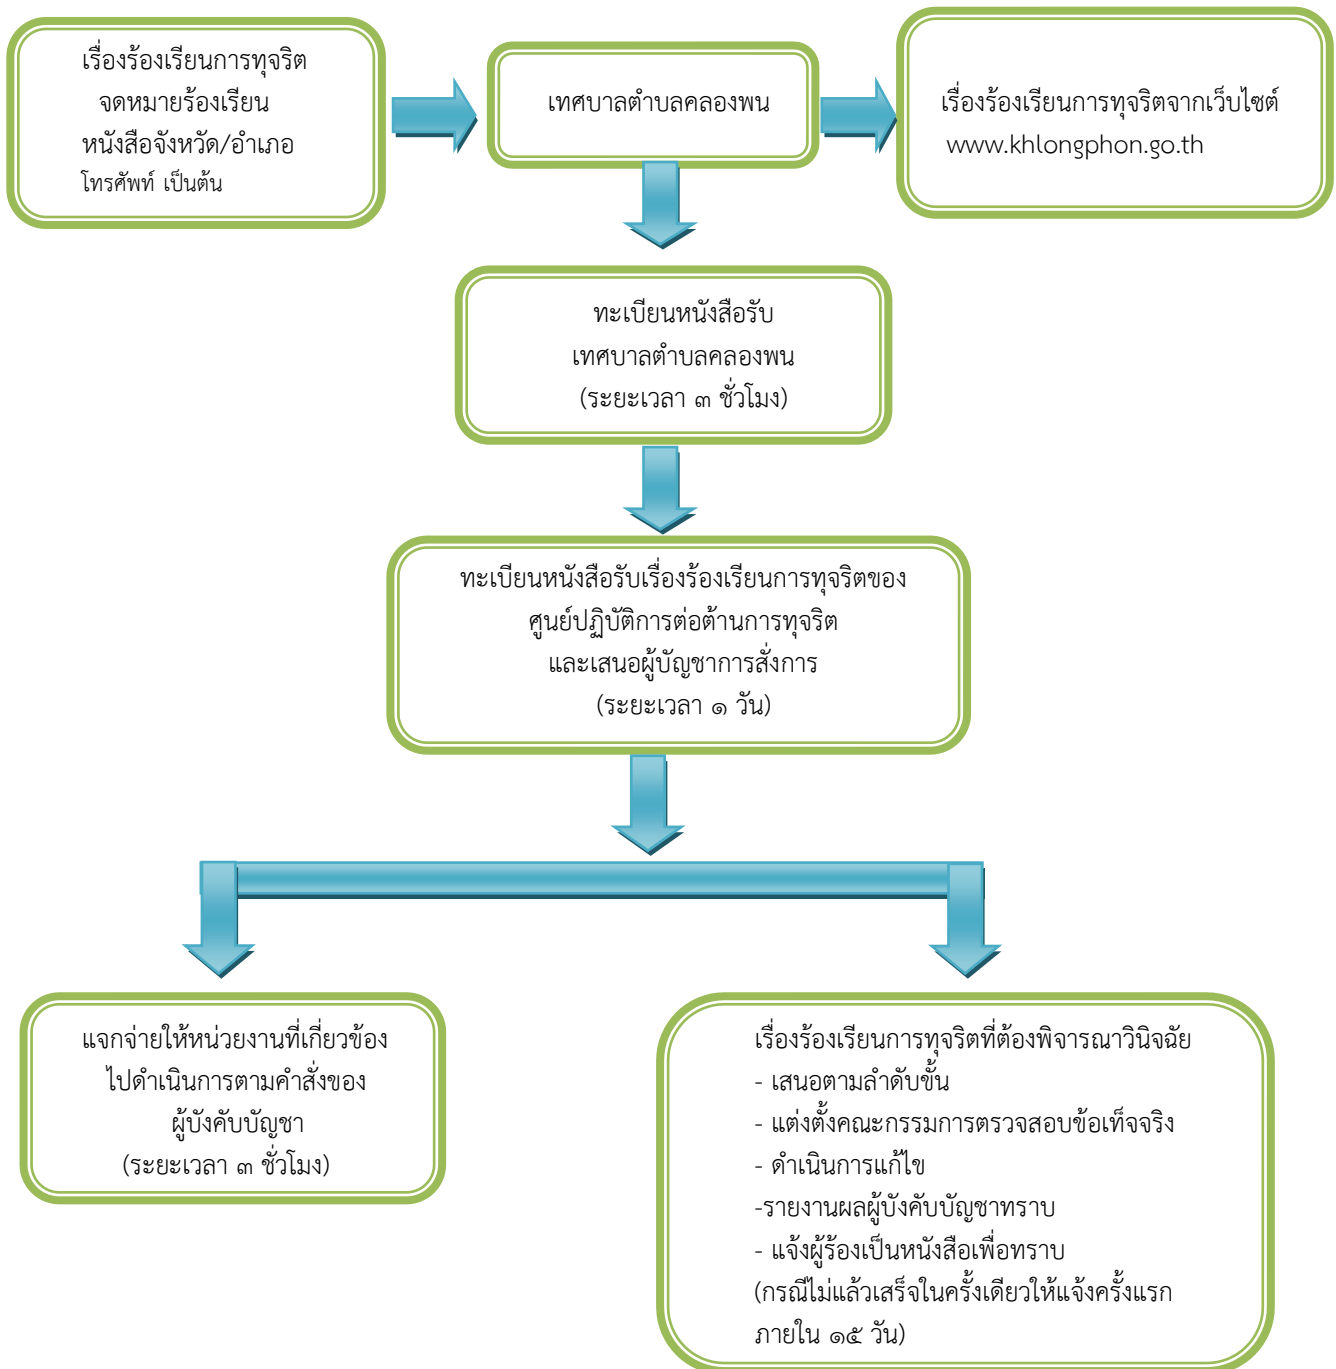 เรื่องร้องเรียนการทุจริต
จดหมายร้องเรียน
หนังสือจังหวัด/อำเภอ
โทรศัพท์ เป็นต้น
เทศบาลตำบลคลองพน
เรื่องร้องเรียนการทุจริตจากเว็บไซต์
www.khlongphon.go.th
ทะเบียนหนังสือรับ
เทศบาลตำบลคลองพน
(ระยะเวลา ๓ ชั่วโมง)
ทะเบียนหนังสือรับเรื่องร้องเรียนการทุจริตของ
ศูนย์ปฏิบัติการต่อต้านการทุจริต
และเสนอผู้บัญชาการสั่งการ
(ระยะเวลา ๑ วัน)
แจกจ่ายให้หน่วยงานที่เกี่ยวข้อง
ไปดำเนินการตามคำสั่งของ
ผู้บังคับบัญชา
(ระยะเวลา ๓ ชั่วโมง)
เรื่องร้องเรียนการทุจริตที่ต้องพิจารณาวินิจฉัย
- เสนอตามลำดับขั้น
- แต่งตั้งคณะกรรมการตรวจสอบข้อเท็จจริง
- ดำเนินการแก้ไข
-รายงานผลผู้บังคับบัญชาทราบ
- แจ้งผู้ร้องเป็นหนังสือเพื่อทราบ
(กรณีไม่แล้วเสร็จในครั้งเดียวให้แจ้งครั้งแรก
ภายใน ๑๕ วัน)